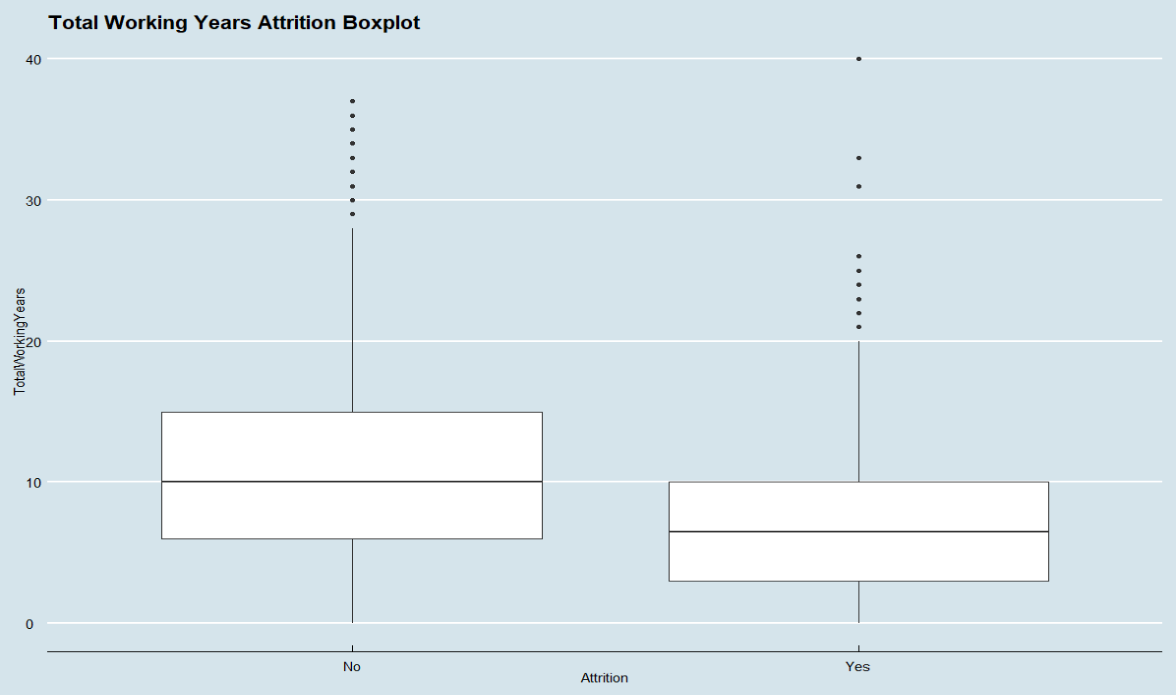 Total Working Years Attrition Boxplot
40
30
20
10
0
TotalWorkingYears
No
Yes
Attrition